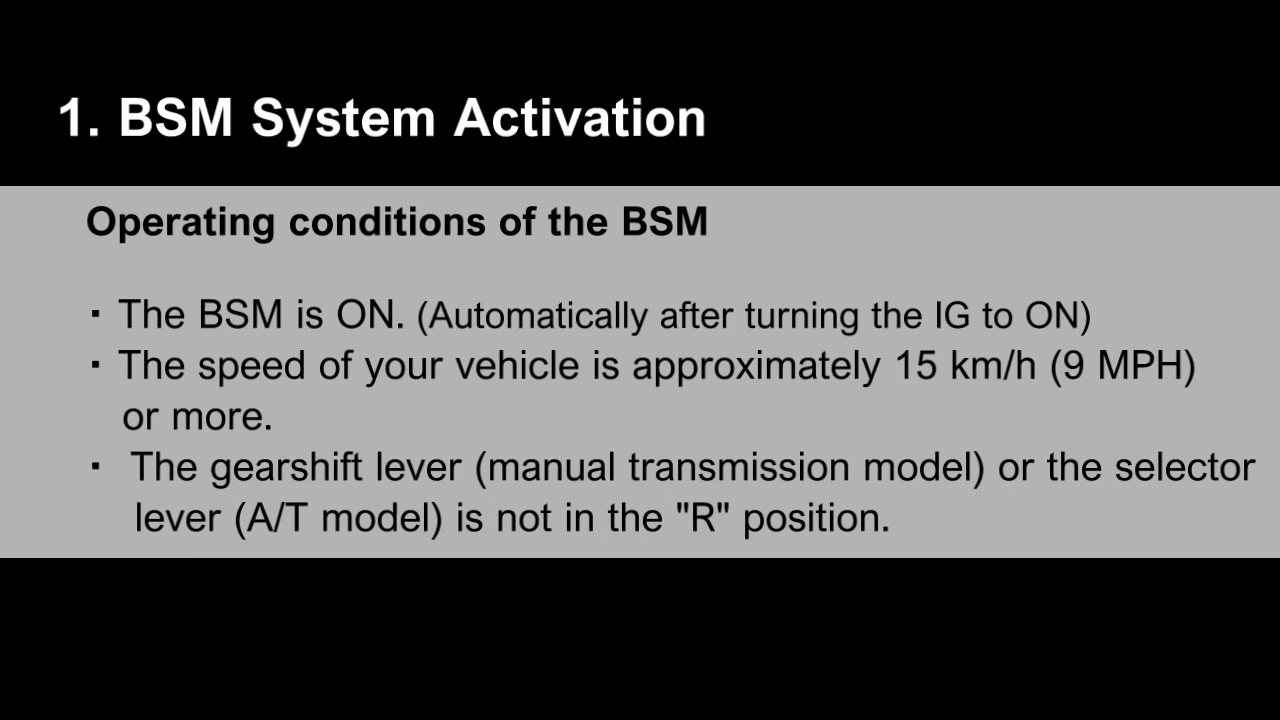 1. BSM System Activation
Operating conditions of the BSM
・The BSM is ON. (Automatically after turning the IG to ON)
・The speed of your vehicle is approximately 15 km/h (9 MPH)
or more.
・ The gearshift lever (manual transmission model) or the selector
lever (A/T model) is not in the "R" position.